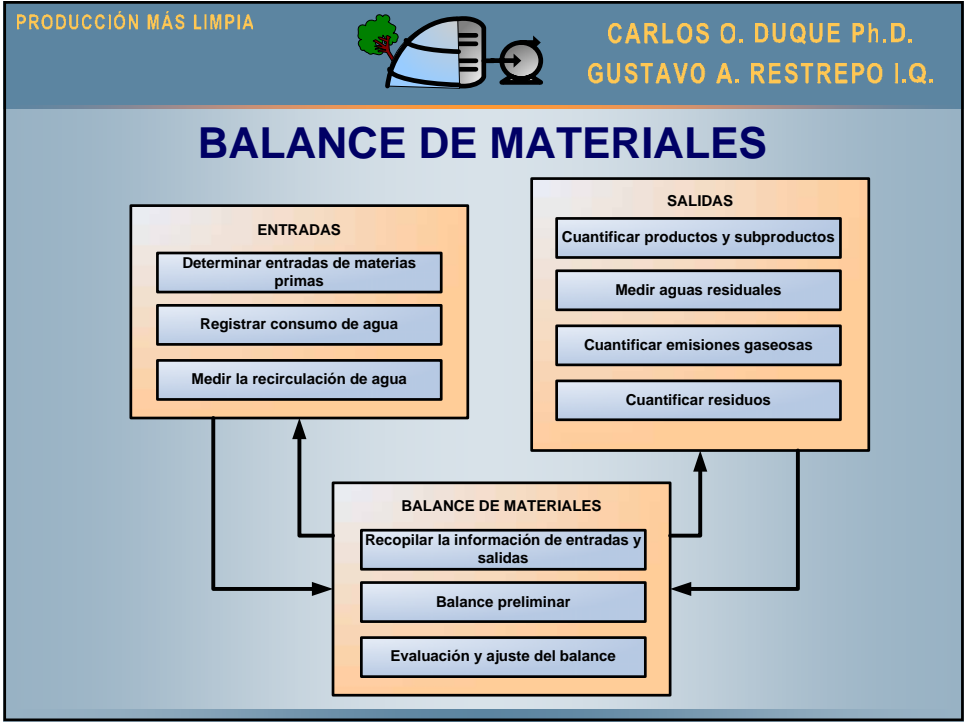 PRODUCCIÓN MÁS LIMPIA
CARLOS O. DUQUE Ph.D.
GUSTAVO A. RESTREPO I.Q.
BALANCE DE MATERIALES
ENTRADAS
Determinar entradas de materias
primas
Registrar consumo de agua
Medir la recirculación de agua
SALIDAS
Cuantificar productos y subproductos
Medir aguas residuales
Cuantificar emisiones gaseosas
Cuantificar residuos
BALANCE DE MATERIALES
Recopilar la información de entradas y
salidas
Balance preliminar
Evaluación y ajuste del balance